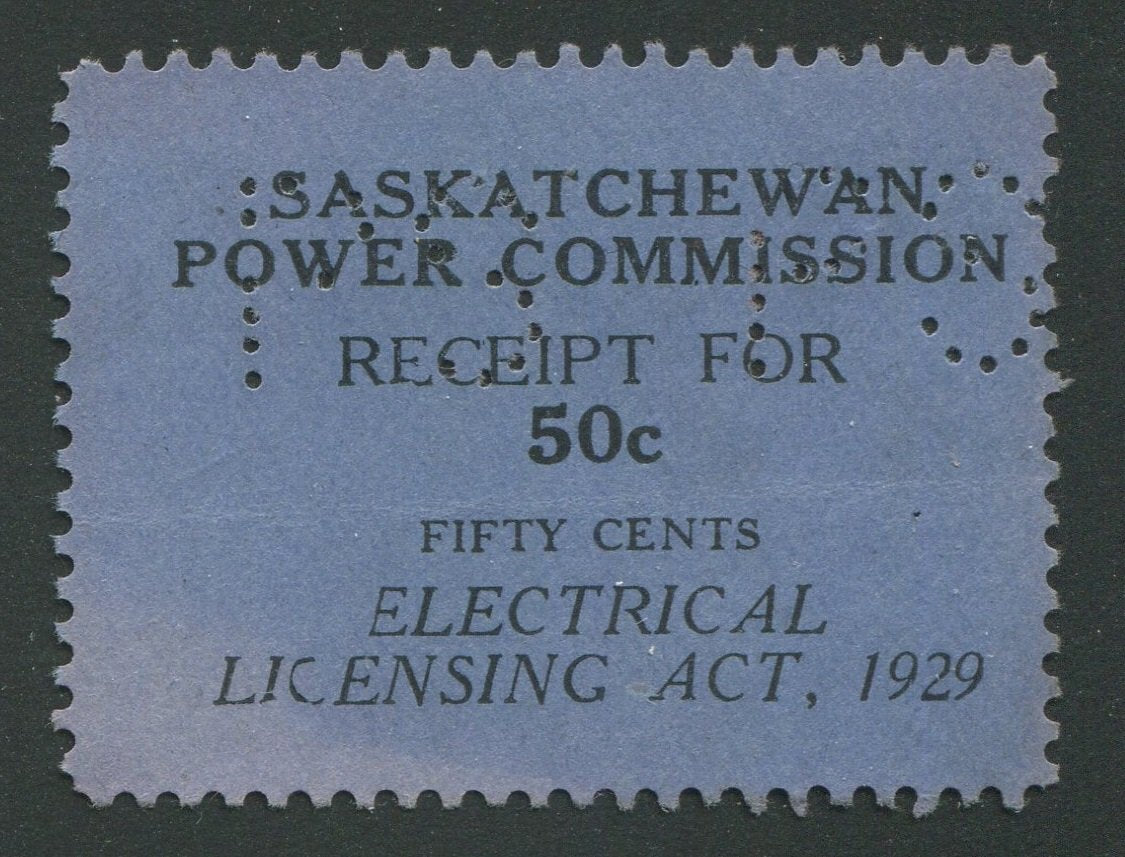 SASKATCHEWAN
POWER COMMISSION
RECEIPT FOR
50c
FIFTY CENTS
ELECTRICAL
LICENSING ACT, 1929